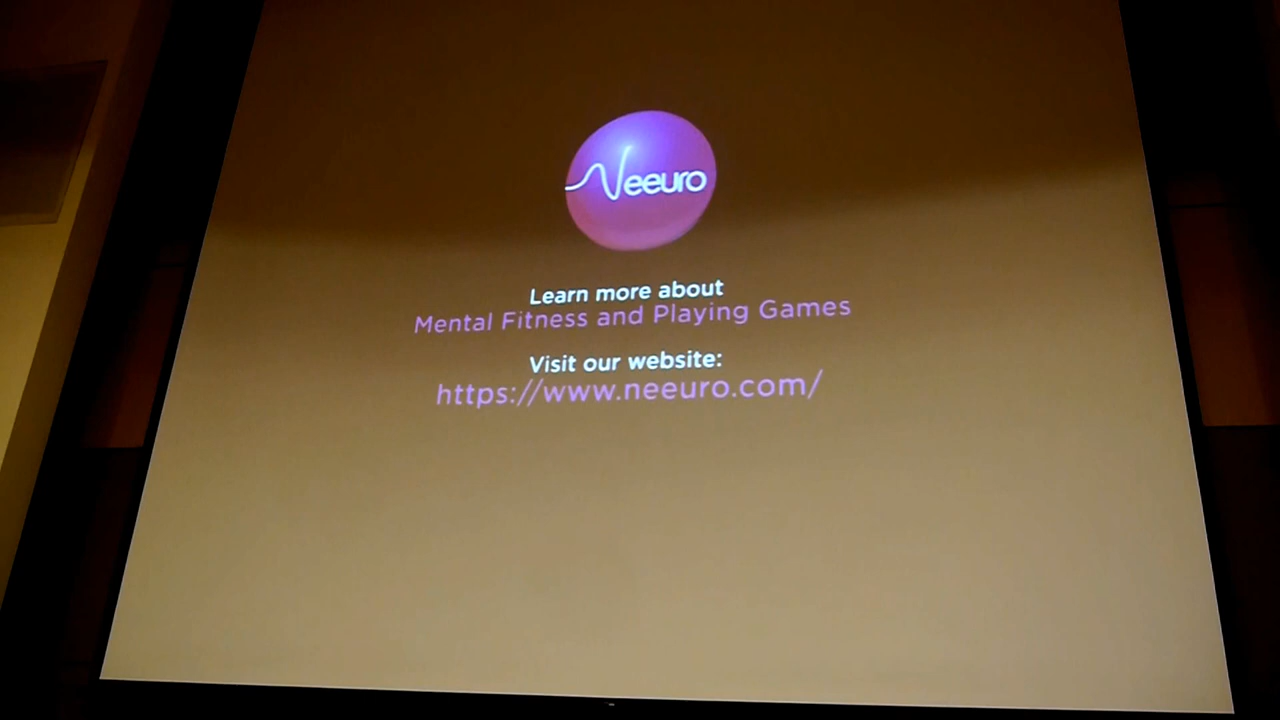 Neeuro
Learn more about
Mental Fitness and Playing Games
Visit our website:
https://www.neeuro.com/